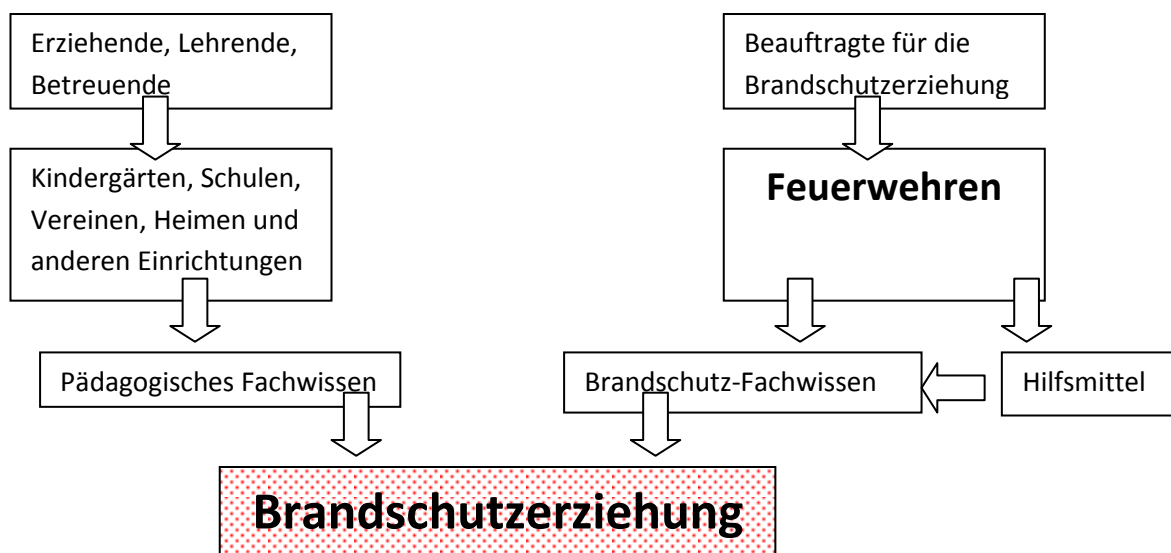 Erziehende, Lehrende,
Betreuende
Beauftragte für die
Brandschutzerziehung
Kindergärten, Schulen,
Vereinen, Heimen und
anderen Einrichtungen
Feuerwehren
Pädagogisches Fachwissen
Brandschutz-Fachwissen
Hilfsmittel
Brandschutzerziehung